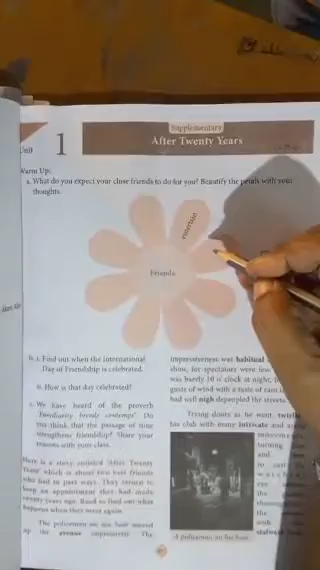 Supplementary
Unit 1
After Twenty Years
Warm Up:
a. What do you expect your close friends to do for you? Beautify the petals with your
thoughts.
entertain
Friends
b. i. Find out when the International
Day of Friendship is celebrated.
ii. How is that day celebrated?
c. We have heard of the proverb
'Familiarity breeds contempt'. Do
you think that the passage of time
strengthens friendship? Share your
reasons with your class.
Here is a story entitled 'After Twenty
Years' which is about two best friends
who had to part ways. They return to
keep an appointment they had made
twenty years ago. Read to find out what
happens when they meet again.
The policeman on the beat moved
up the avenue impressively. The
impressiveness was habitual
show, for spectators were few
was barely 10 o'clock at night,
gusts of wind with a taste of rain
had well nigh depeopled the streets.
Trying doors as he went,
his club with many intricate and
turning
and
the
the
the
with
A policeman on his beat